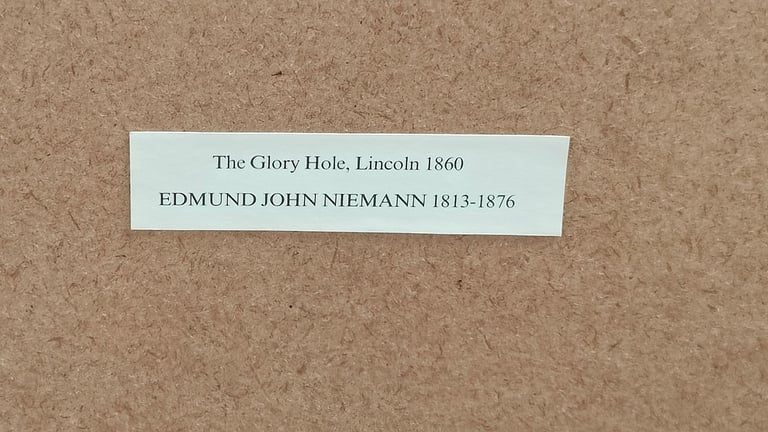 The Glory Hole, Lincoln 1860
EDMUND JOHN NIEMANN 1813-1876